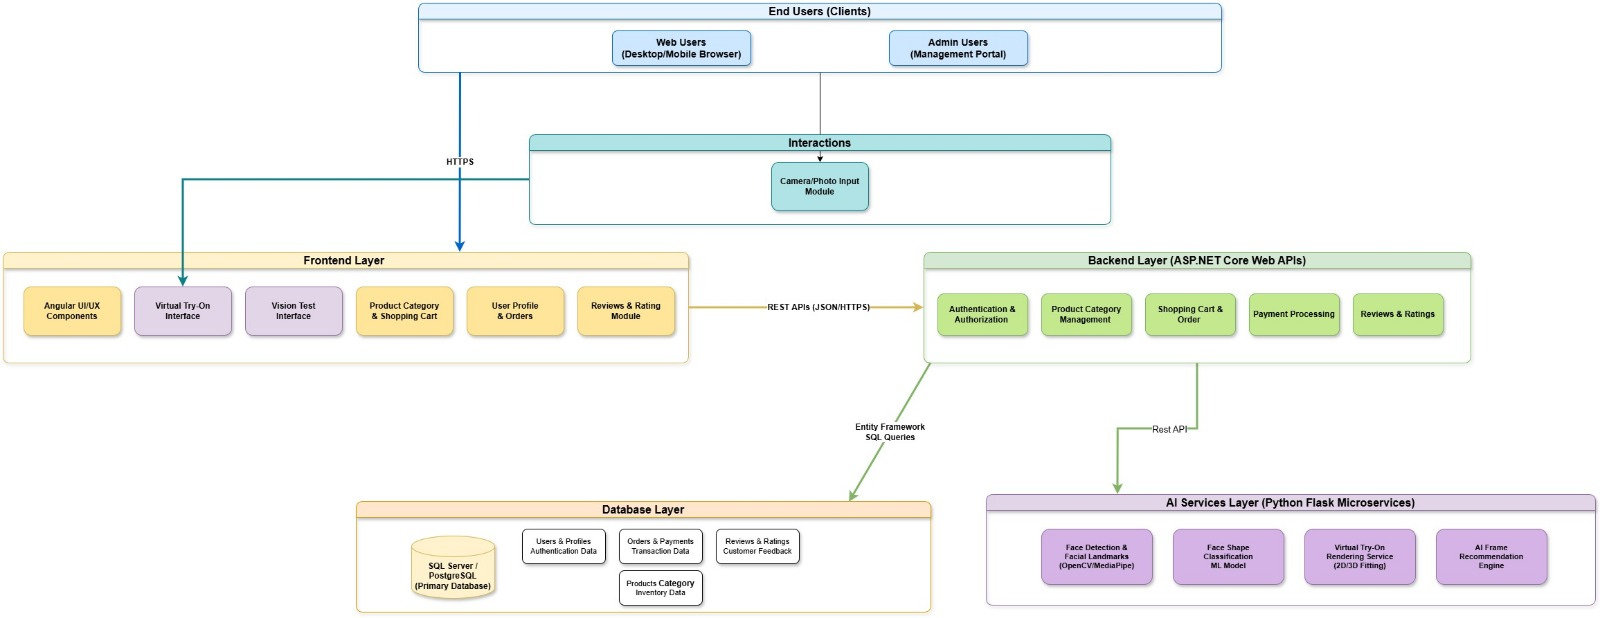 End Users (Clients)
Web Users
(Desktop/Mobile Browser)
Admin Users
(Management Portal)
HTTPS
Interactions
Camera/Photo Input
Module
Frontend Layer
Angular UI/UX
Components
Virtual Try-On
Interface
Vision Test
Interface
Product Category
& Shopping Cart
User Profile
& Orders
Reviews & Rating
Module
REST APIs (JSON/HTTPS)
Backend Layer (ASP.NET Core Web APIs)
Authentication &
Authorization
Product Category
Management
Shopping Cart &
Order
Payment Processing
Reviews & Ratings
Entity Framework
SQL Queries
Rest API
Database Layer
SQL Server /
PostgreSQL
(Primary Database)
Users & Profiles
Authentication Data
Orders & Payments
Transaction Data
Reviews & Ratings
Customer Feedback
Products Category
Inventory Data
AI Services Layer (Python Flask Microservices)
Face Detection &
Facial Landmarks
(OpenCV/MediaPipe)
Face Shape
Classification
ML Model
Virtual Try-On
Rendering Service
(2D/3D Fitting)
AI Frame
Recommendation
Engine